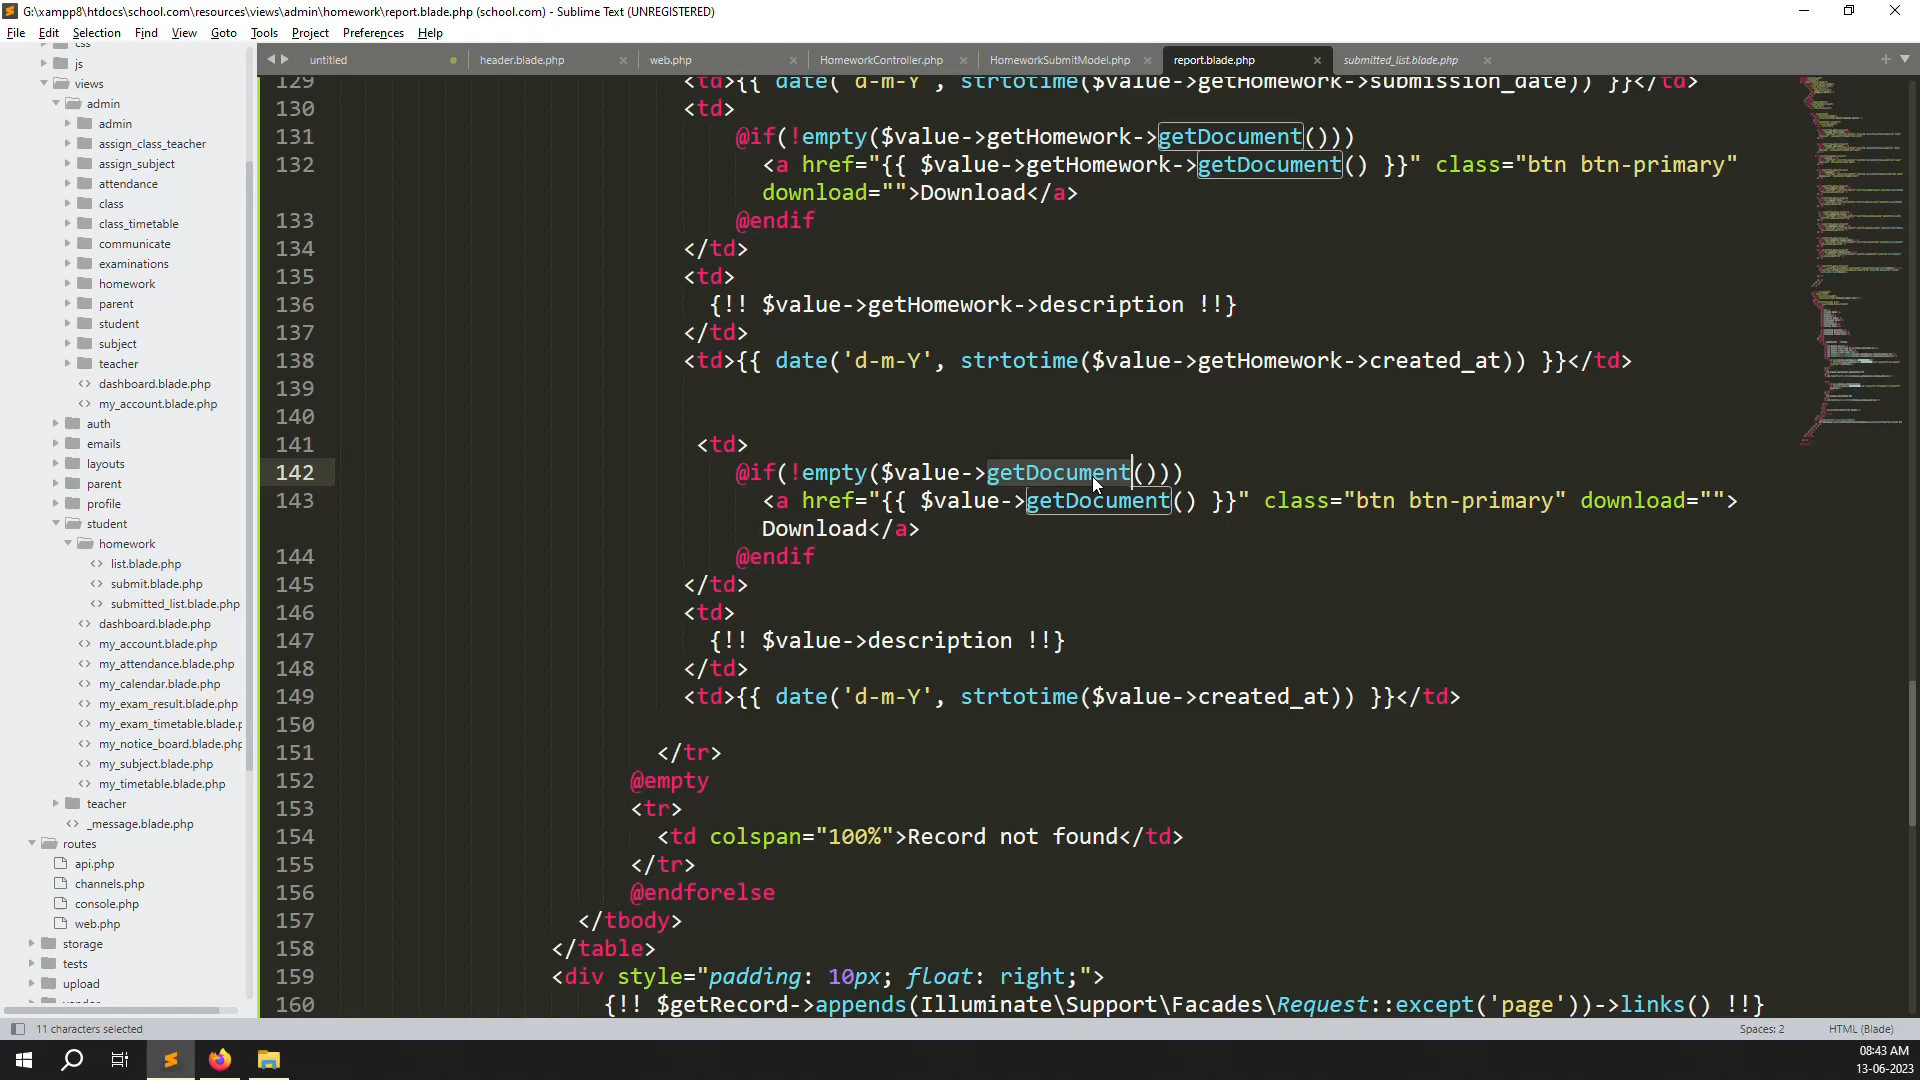 G:\xampp8\htdocs\school.com\resources\views\admin\homework\report.blade.php (school.com) - Sublime Text (UNREGISTERED)
File Edit Selection Find View Goto Tools Project Preferences Help
untitled header.blade.php web.php HomeworkController.php HomeworkSubmitModel.php report.blade.php submitted_list.blade.php
css
js
views
admin
admin
assign_class_teacher
assign_subject
attendance
class
class_timetable
communicate
examinations
homework
parent
student
subject
teacher
dashboard.blade.php
my_account.blade.php
auth
emails
layouts
parent
profile
student
homework
list.blade.php
submit.blade.php
submitted_list.blade.php
dashboard.blade.php
my_account.blade.php
my_attendance.blade.php
my_calendar.blade.php
my_exam_result.blade.php
my_exam_timetable.blade.p
my_notice_board.blade.php
my_subject.blade.php
my_timetable.blade.php
teacher
_message.blade.php
routes
api.php
channels.php
console.php
web.php
storage
tests
upload
129 <td>{{ date('d-m-Y', strtotime($value->getHomework->submission_date)) }}</td>
130 <td>
131 @if(!empty($value->getHomework->getDocument()))
132 <a href="{{ $value->getHomework->getDocument() }}" class="btn btn-primary"
download="">Download</a>
133 @endif
134 </td>
135 <td>
136 {!! $value->getHomework->description !!}
137 </td>
138 <td>{{ date('d-m-Y', strtotime($value->getHomework->created_at)) }}</td>
139
140
141 <td>
142 @if(!empty($value->getDocument()))
143 <a href="{{ $value->getDocument() }}" class="btn btn-primary" download="">
Download</a>
144 @endif
145 </td>
146 <td>
147 {!! $value->description !!}
148 </td>
149 <td>{{ date('d-m-Y', strtotime($value->created_at)) }}</td>
150
151 </tr>
152 @empty
153 <tr>
154 <td colspan="100%">Record not found</td>
155 </tr>
156 @endforelse
157 </tbody>
158 </table>
159 <div style="padding: 10px; float: right;">
160 {!! $getRecord->appends(Illuminate\Support\Facades\Request::except('page'))->links() !!}
11 characters selected Spaces: 2 HTML (Blade)
08:43 AM
13-06-2023